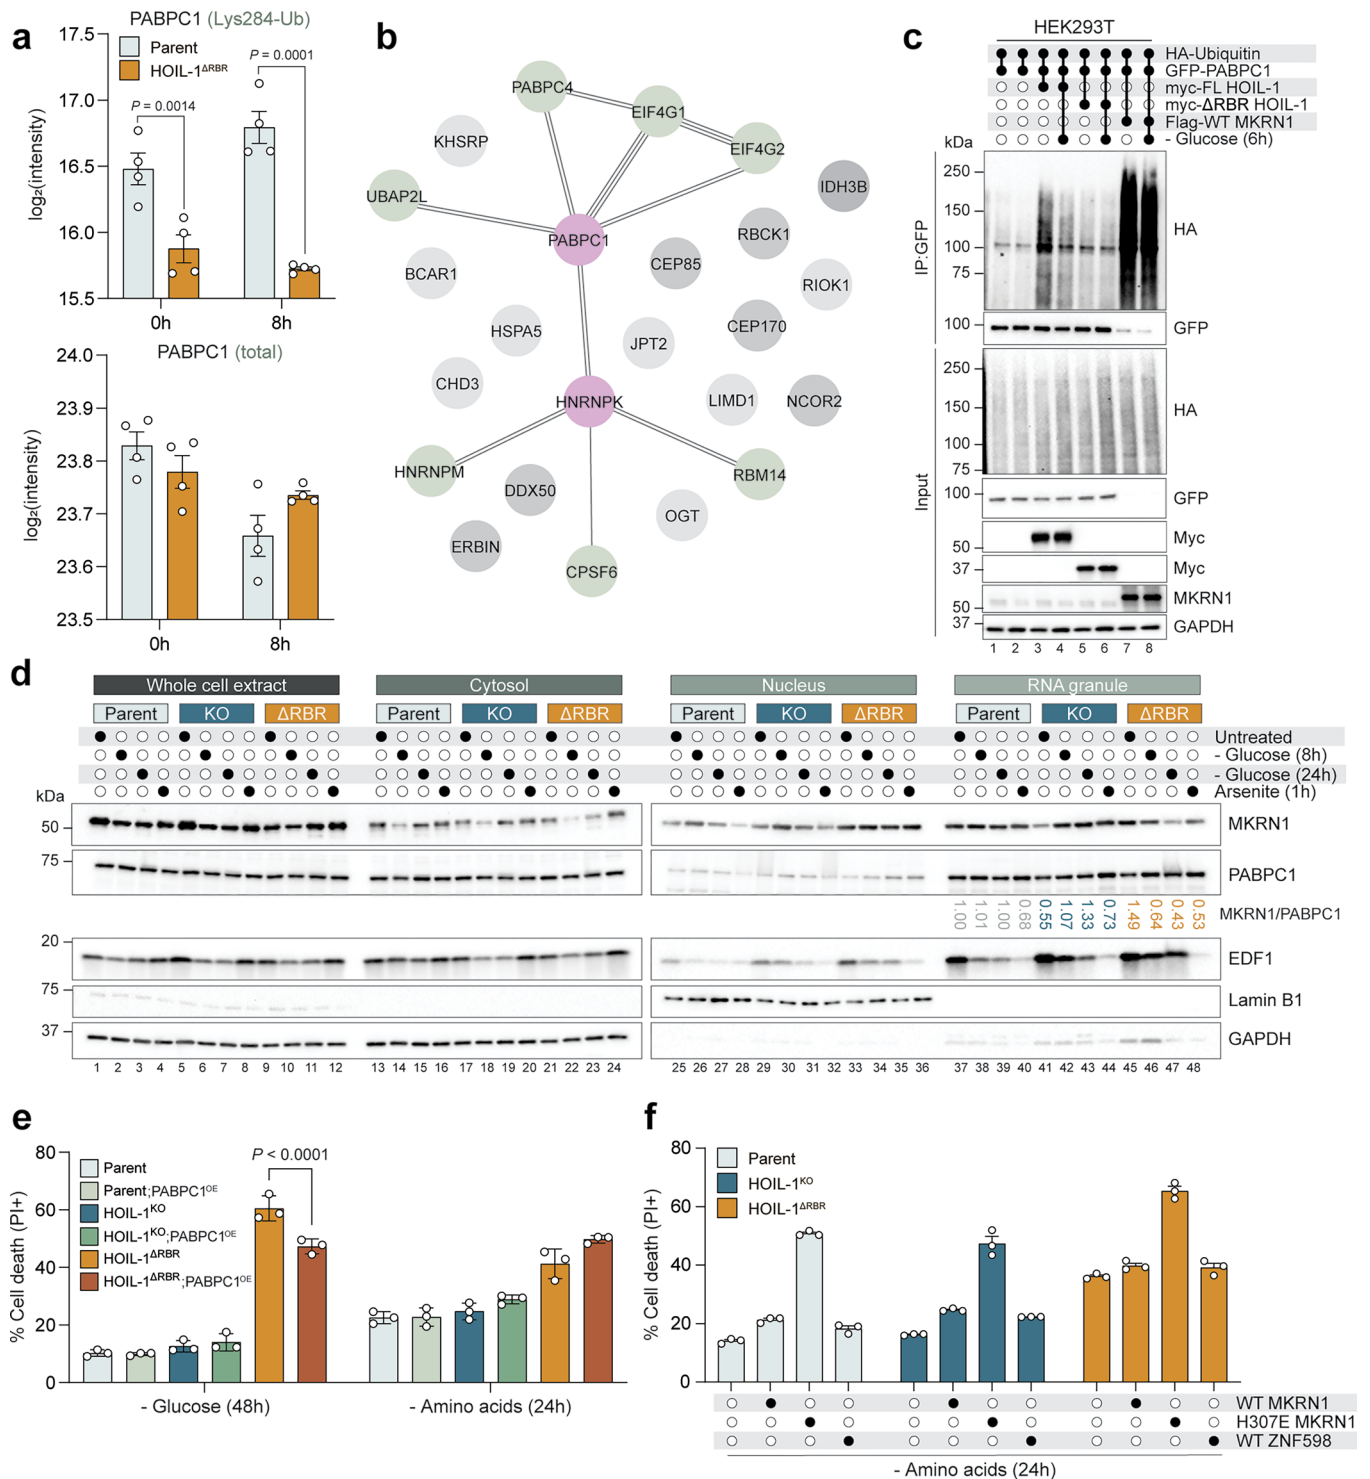 a
PABPC1 (Lys284-Ub)
17.5
17.0
16.5
16.0
15.5
log₂(intensity)
Parent
HOIL-1ΔRBR
P = 0.0014
P = 0.0001
0h
8h
PABPC1 (total)
24.0
23.9
23.8
23.7
23.6
23.5
log₂(intensity)
0h
8h
b
PABPC4
EIF4G1
KHSRP
EIF4G2
IDH3B
UBAP2L
RBCK1
PABPC1
CEP85
BCAR1
RIOK1
HSPA5
CEP170
JPT2
CHD3
HNRNPK
LIMD1
NCOR2
HNRNPM
RBM14
DDX50
OGT
ERBIN
CPSF6
c
HEK293T
HA-Ubiquitin
GFP-PABPC1
myc-FL HOIL-1
myc-ΔRBR HOIL-1
Flag-WT MKRN1
- Glucose (6h)
kDa
IP:GFP
250
150
100
75
HA
100
GFP
Input
250
150
100
75
HA
100
GFP
50
Myc
37
Myc
50
MKRN1
37
GAPDH
1 2 3 4 5 6 7 8
d
Whole cell extract
Cytosol
Nucleus
RNA granule
Parent KO ΔRBR
Parent KO ΔRBR
Parent KO ΔRBR
Parent KO ΔRBR
Untreated
- Glucose (8h)
- Glucose (24h)
Arsenite (1h)
kDa
50
MKRN1
75
PABPC1
1.00 1.01 1.00 0.68 0.55 1.07 1.33 0.73 1.49 0.64 0.43 0.53
MKRN1/PABPC1
20
EDF1
75
Lamin B1
37
GAPDH
1 2 3 4 5 6 7 8 9 10 11 12 13 14 15 16 17 18 19 20 21 22 23 24 25 26 27 28 29 30 31 32 33 34 35 36 37 38 39 40 41 42 43 44 45 46 47 48
e
80
60
40
20
0
% Cell death (PI+)
Parent
Parent;PABPC1OE
HOIL-1KO
HOIL-1KO;PABPC1OE
HOIL-1ΔRBR
HOIL-1ΔRBR;PABPC1OE
P < 0.0001
- Glucose (48h)
- Amino acids (24h)
f
80
60
40
20
0
% Cell death (PI+)
Parent
HOIL-1KO
HOIL-1ΔRBR
WT MKRN1
H307E MKRN1
WT ZNF598
- Amino acids (24h)